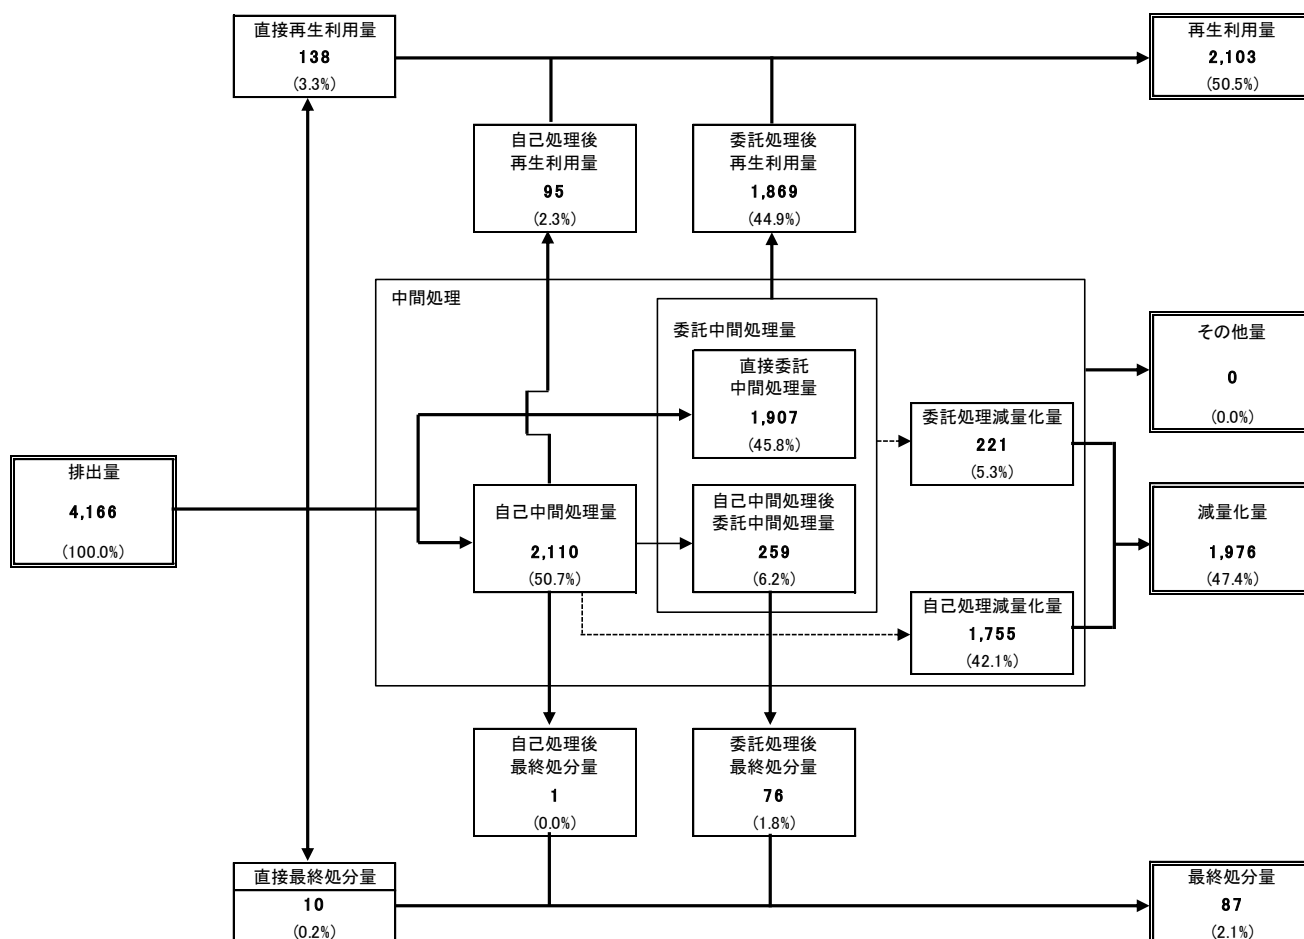 直接再生利用量
138
(3.3%)
再生利用量
2,103
(50.5%)
自己処理後
再生利用量
95
(2.3%)
委託処理後
再生利用量
1,869
(44.9%)
中間処理
委託中間処理量
直接委託
中間処理量
1,907
(45.8%)
その他量
0
(0.0%)
委託処理減量化量
221
(5.3%)
排出量
4,166
(100.0%)
自己中間処理量
2,110
(50.7%)
自己中間処理後
委託中間処理量
259
(6.2%)
減量化量
1,976
(47.4%)
自己処理減量化量
1,755
(42.1%)
自己処理後
最終処分量
1
(0.0%)
委託処理後
最終処分量
76
(1.8%)
直接最終処分量
10
(0.2%)
最終処分量
87
(2.1%)